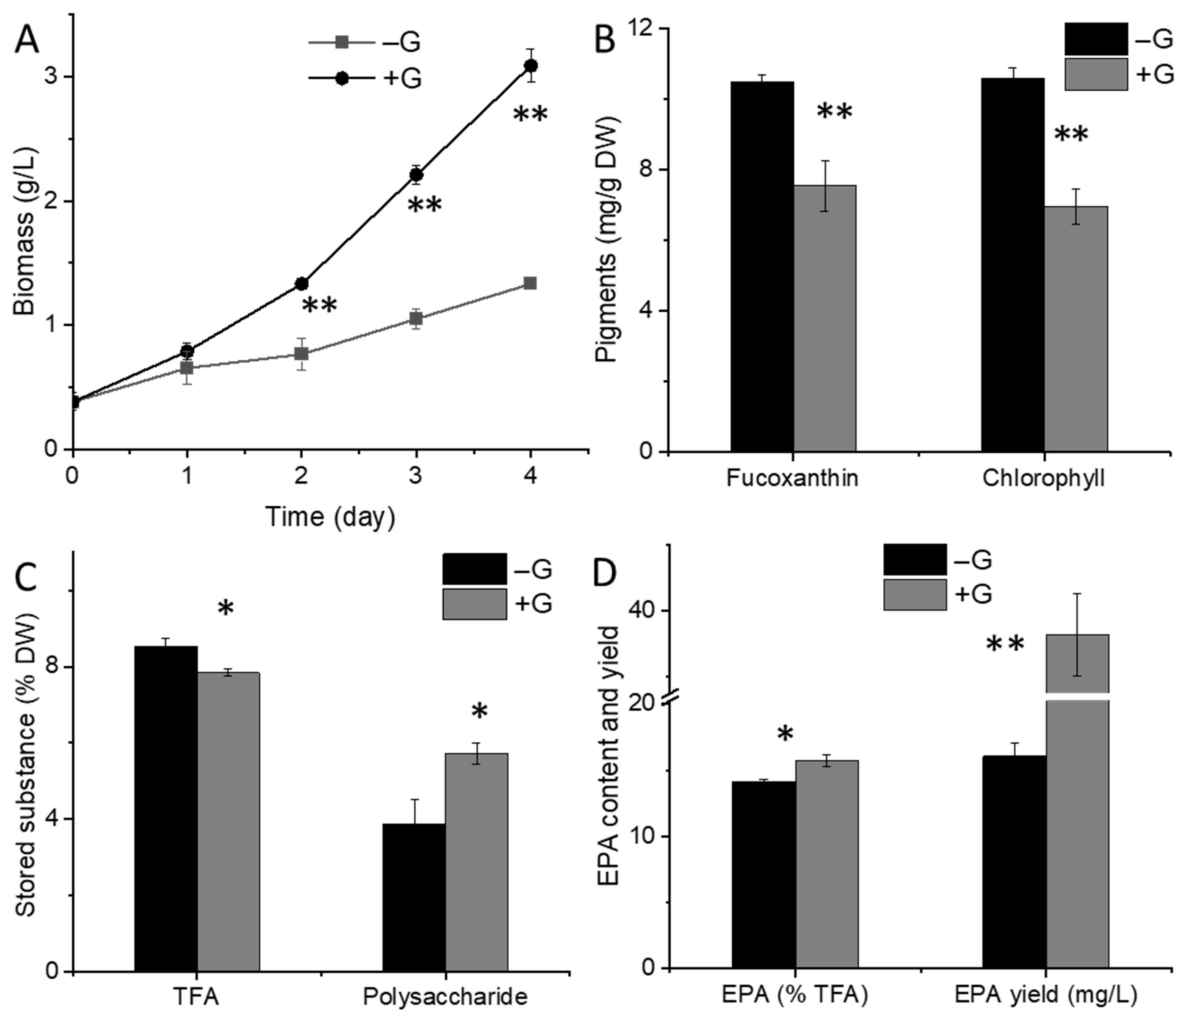 A
–G
+G
3
2
1
0
**
**
**
Biomass (g/L)
0 1 2 3 4
Time (day)
B
–G
+G
12
8
4
0
**
**
Pigments (mg/g DW)
Fucoxanthin Chlorophyll
C
–G
+G
8
4
0
*
*
Stored substance (% DW)
TFA Polysaccharide
D
–G
+G
40
20
10
0
*
**
EPA content and yield
EPA (% TFA) EPA yield (mg/L)